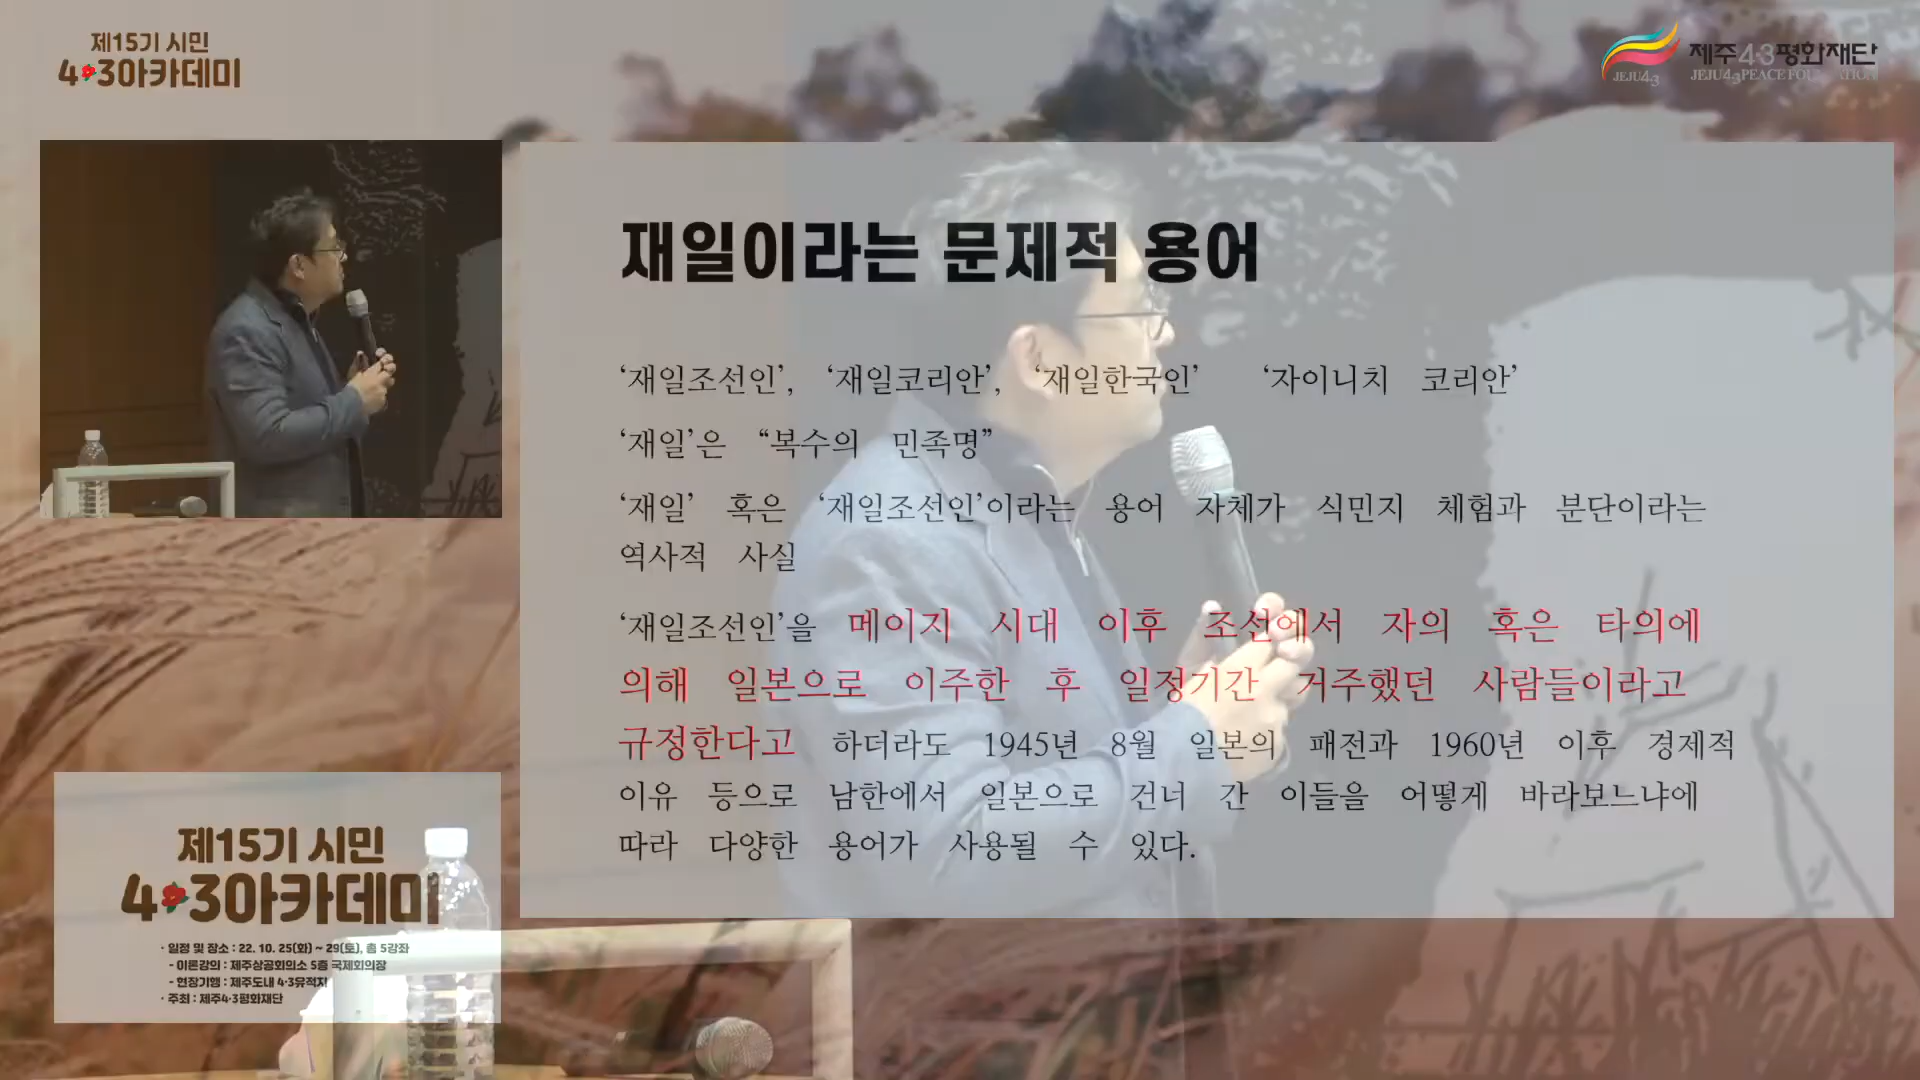 제15기 시민
4·3아카데미
제주4·3평화재단
JEJU4·3
JEJU4·3PEACE
재일이라는 문제적 용어
‘재일조선인’, ‘재일코리안’, ‘재일한국인’ ‘자이니치 코리안’
‘재일’은 “복수의 민족명”
‘재일’ 혹은 ‘재일조선인’이라는 용어 자체가 식민지 체험과 분단이라는
역사적 사실
‘재일조선인’을 메이지 시대 이후 조선에서 자의 혹은 타의에
의해 일본으로 이주한 후 일정기간 거주했던 사람들이라고
규정한다고 하더라도 1945년 8월 일본의 패전과 1960년 이후 경제적
이유 등으로 남한에서 일본으로 건너 간 이들을 어떻게 바라보느냐에
따라 다양한 용어가 사용될 수 있다.
제15기 시민
4·3아카데미
· 일정 및 장소 : 22. 10. 25(화) ~ 29(토), 총 5강좌
- 이론강의 : 제주상공회의소 5층 국제회의장
- 현장기행 : 제주도내 4·3유적지
· 주최 : 제주4·3평화재단